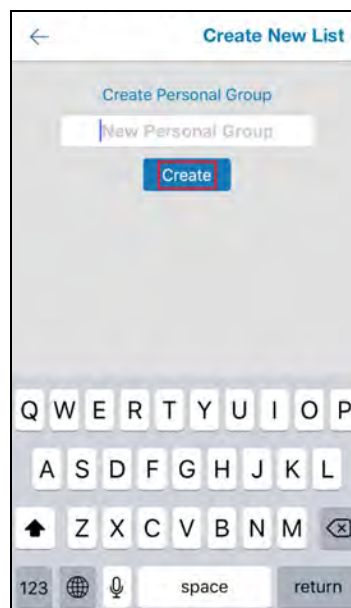 Create New List
Create Personal Group
New Personal Group
Create
Q W E R T Y U I O P
A S D F G H J K L
Z X C V B N M
123 space return